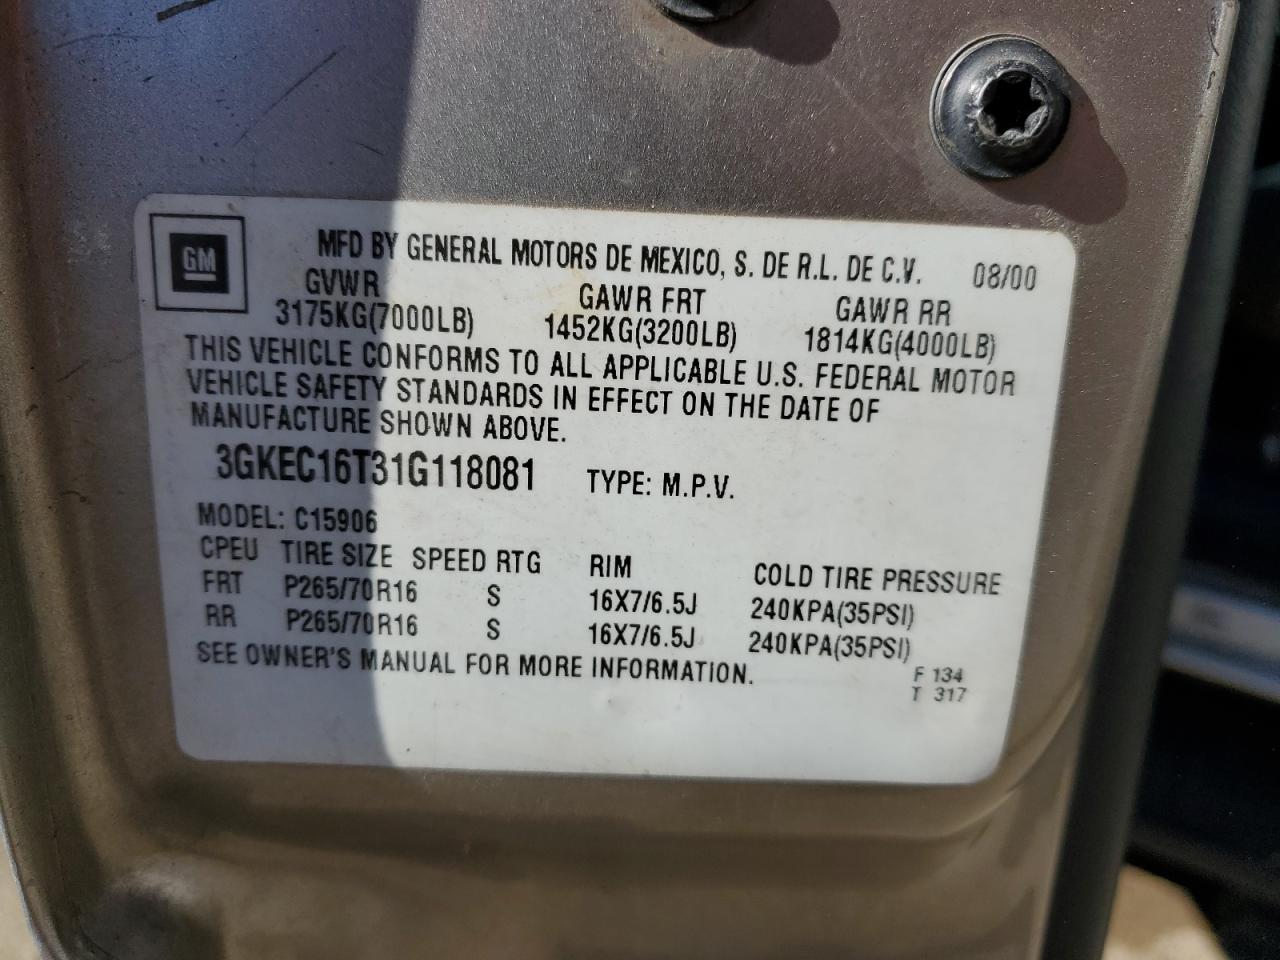 GM
MFD BY GENERAL MOTORS DE MEXICO, S. DE R.L. DE C.V. 08/00
GVWR GAWR FRT GAWR RR
3175KG(7000LB) 1452KG(3200LB) 1814KG(4000LB)
THIS VEHICLE CONFORMS TO ALL APPLICABLE U.S. FEDERAL MOTOR
VEHICLE SAFETY STANDARDS IN EFFECT ON THE DATE OF
MANUFACTURE SHOWN ABOVE.
3GKEC16T31G118081 TYPE: M.P.V.
MODEL: C15906
CPEU TIRE SIZE SPEED RTG RIM COLD TIRE PRESSURE
FRT P265/70R16 S 16X7/6.5J 240KPA(35PSI)
RR P265/70R16 S 16X7/6.5J 240KPA(35PSI)
SEE OWNER'S MANUAL FOR MORE INFORMATION.
F 134
T 317